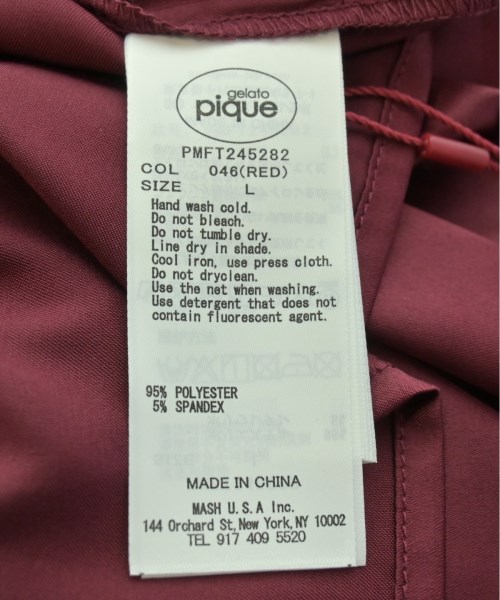 gelato
pique
PMFT245282
COL 046(RED)
SIZE L
Hand wash cold.
Do not bleach.
Do not tumble dry.
Line dry in shade.
Cool iron, use press cloth.
Do not dryclean.
Use the net when washing.
Use detergent that does not
contain fluorescent agent.
95% POLYESTER
5% SPANDEX
MADE IN CHINA
MASH U.S.A Inc.
144 Orchard St, New York, NY 10002
TEL 917 409 5520